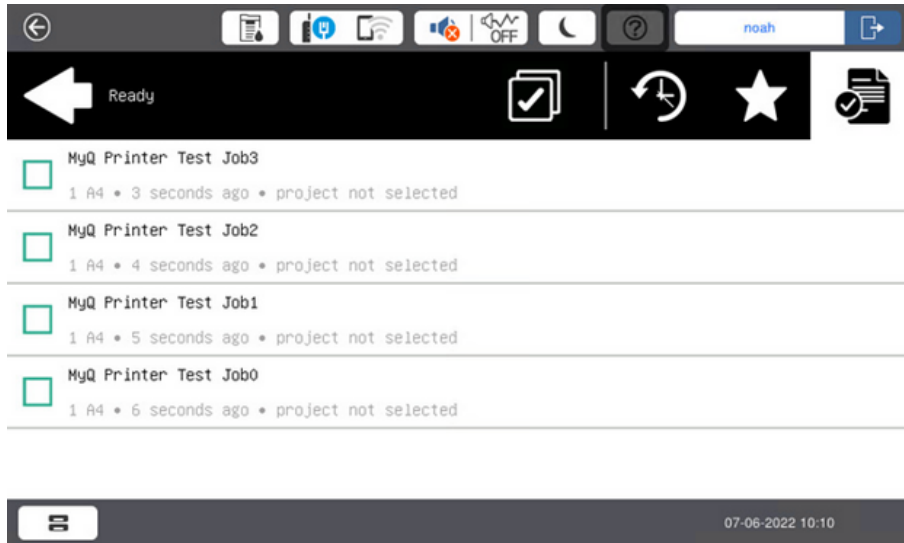 OFF
noah
Ready
MyQ Printer Test Job3
1 A4 • 3 seconds ago • project not selected
MyQ Printer Test Job2
1 A4 • 4 seconds ago • project not selected
MyQ Printer Test Job1
1 A4 • 5 seconds ago • project not selected
MyQ Printer Test Job0
1 A4 • 6 seconds ago • project not selected
07-06-2022 10:10